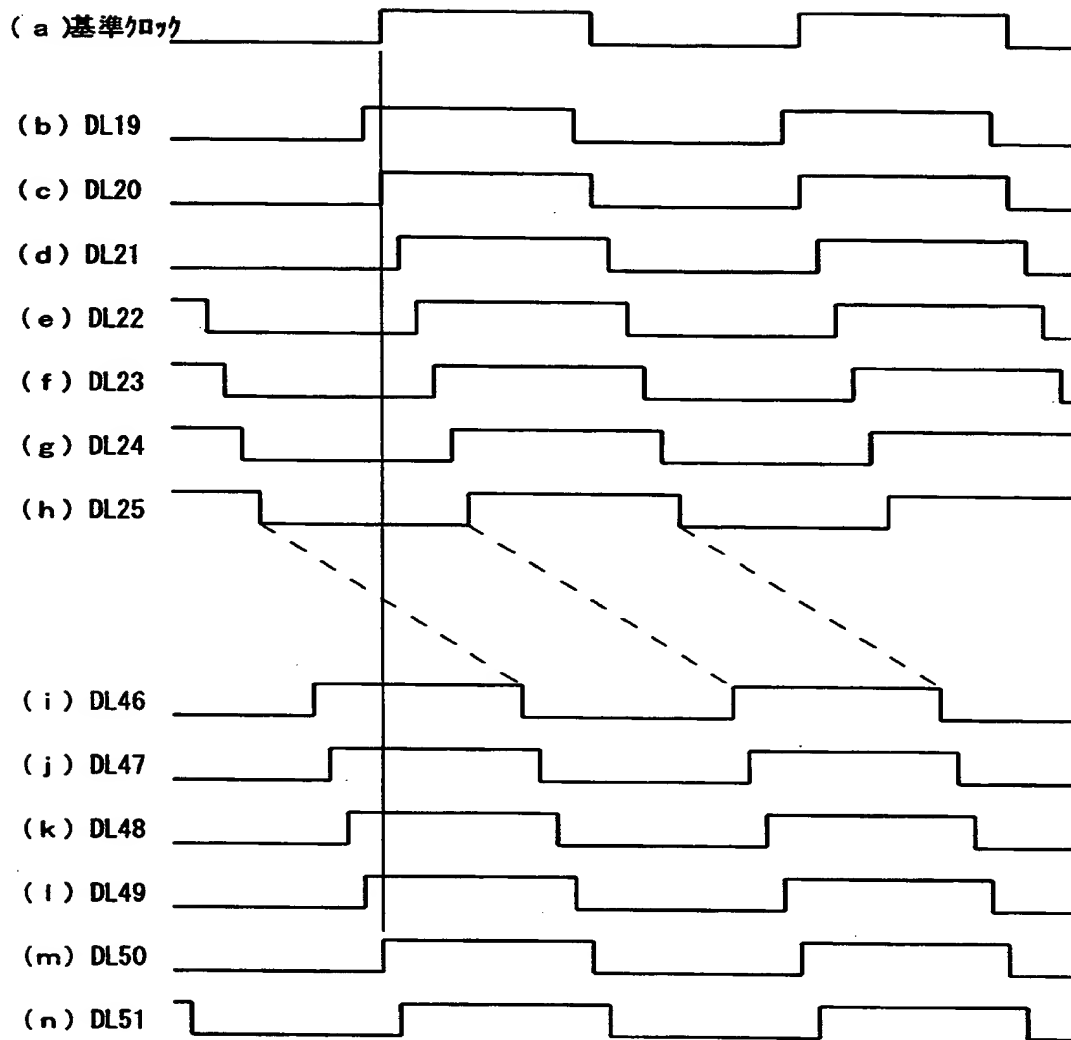 (a)基準クロック
(b) DL19
(c) DL20
(d) DL21
(e) DL22
(f) DL23
(g) DL24
(h) DL25
(i) DL46
(j) DL47
(k) DL48
(l) DL49
(m) DL50
(n) DL51